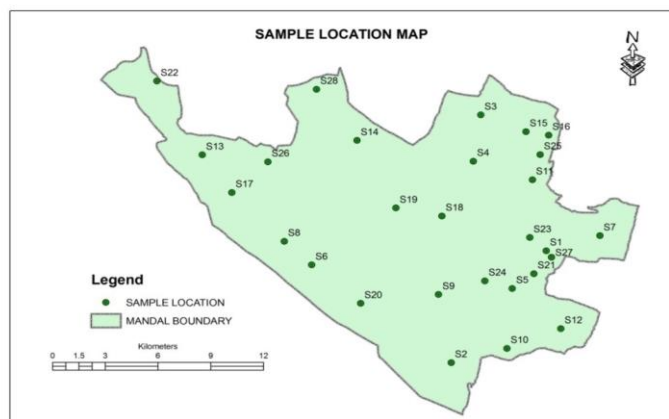 SAMPLE LOCATION MAP
N
S22
S28
S3
S15
S16
S14
S13
S26
S4
S25
S11
S17
S19
S18
S23
S7
S8
S1
S27
S6
S21
S24
S5
S9
S20
S12
S10
S2
Legend
SAMPLE LOCATION
MANDAL BOUNDARY
Kilometers
0 1.5 3 6 9 12